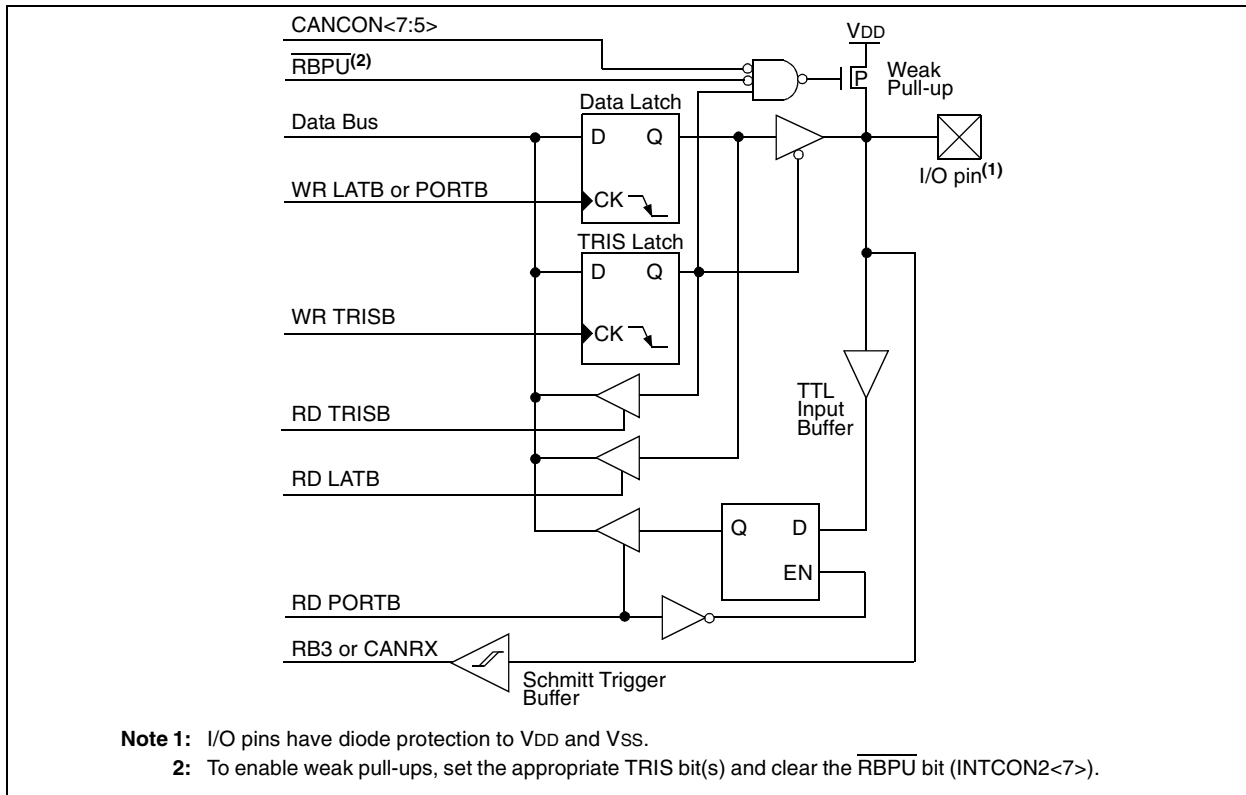 CANCON<7:5>
RBPU(2)
VDD
P
Weak
Pull-up
Data Latch
Data Bus
D
Q
I/O pin(1)
WR LATB or PORTB
CK
TRIS Latch
D
Q
WR TRISB
CK
TTL
Input
Buffer
RD TRISB
RD LATB
Q
D
EN
RD PORTB
RB3 or CANRX
Schmitt Trigger
Buffer
Note 1: I/O pins have diode protection to VDD and VSS.
2: To enable weak pull-ups, set the appropriate TRIS bit(s) and clear the RBPU bit (INTCON2<7>).